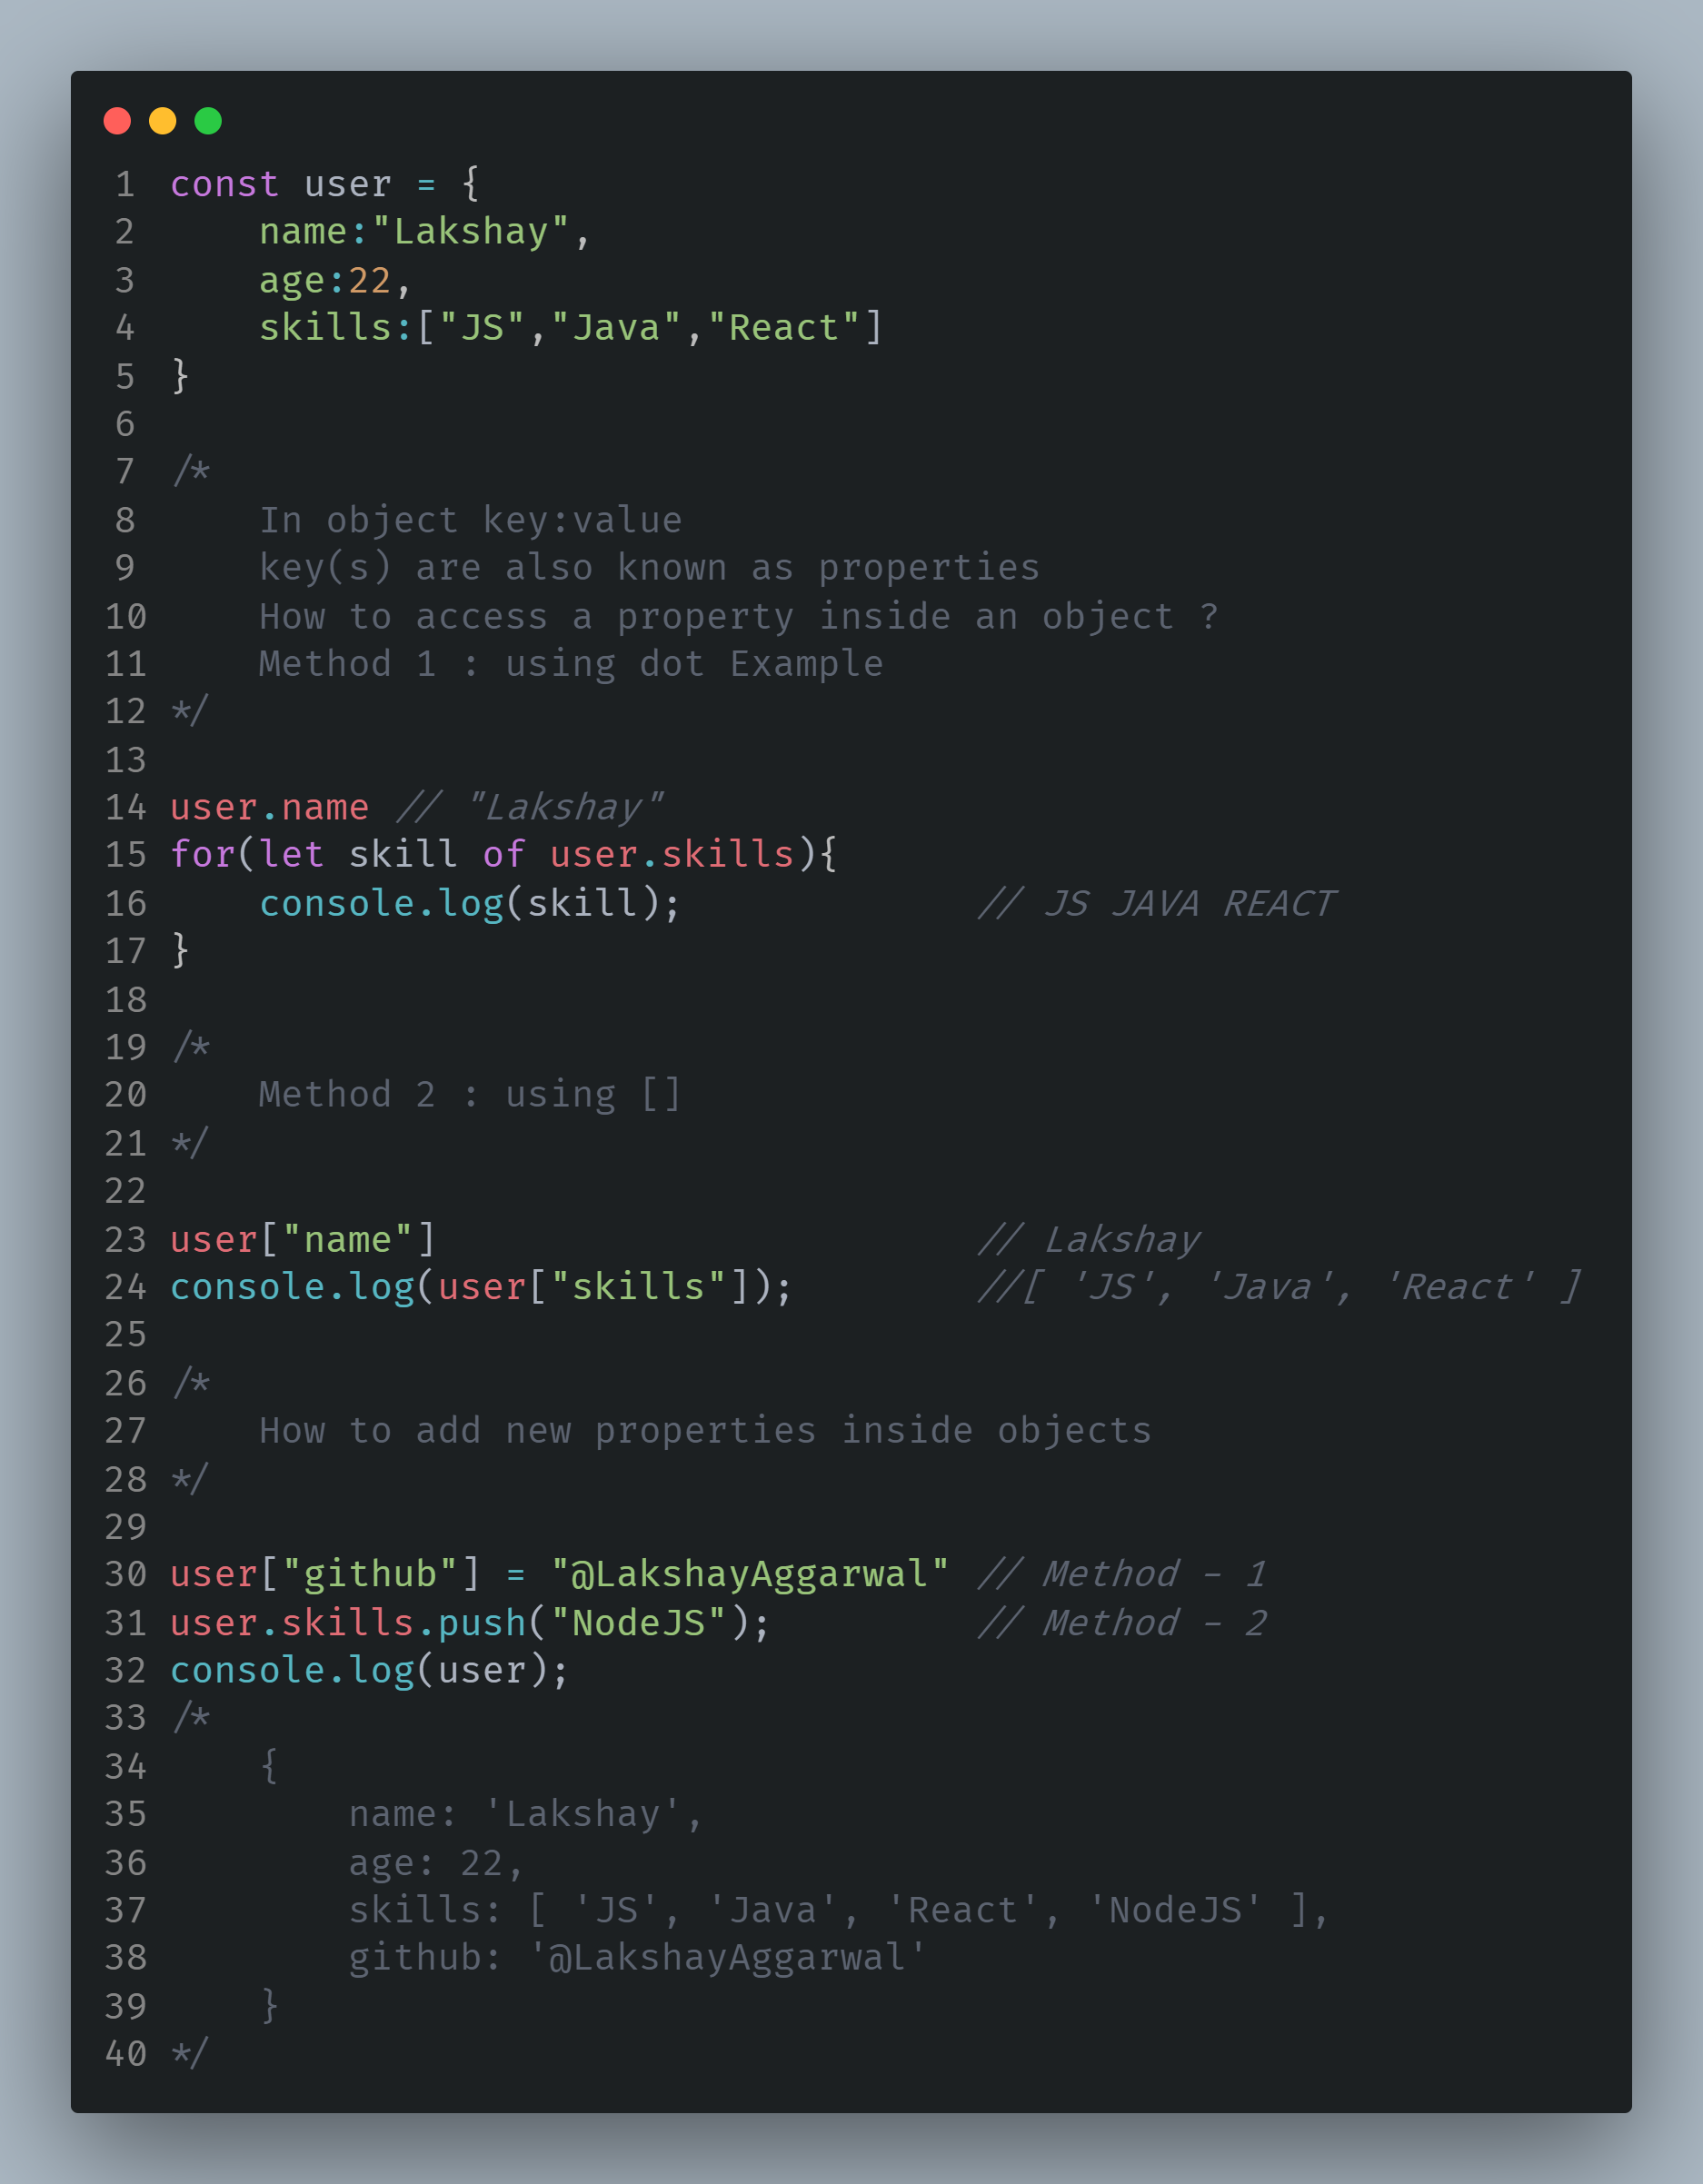 1 const user = {
2     name:"Lakshay",
3     age:22,
4     skills:["JS","Java","React"]
5 }
6
7 /*
8     In object key:value
9     key(s) are also known as properties
10     How to access a property inside an object ?
11     Method 1 : using dot Example
12 */
13
14 user.name // "Lakshay"
15 for(let skill of user.skills){
16     console.log(skill);             // JS JAVA REACT
17 }
18
19 /*
20     Method 2 : using []
21 */
22
23 user["name"]                        // Lakshay
24 console.log(user["skills"]);        //[ 'JS', 'Java', 'React' ]
25
26 /*
27     How to add new properties inside objects
28 */
29
30 user["github"] = "@LakshayAggarwal" // Method - 1
31 user.skills.push("NodeJS");         // Method - 2
32 console.log(user);
33 /*
34     {
35         name: 'Lakshay',
36         age: 22,
37         skills: [ 'JS', 'Java', 'React', 'NodeJS' ],
38         github: '@LakshayAggarwal'
39     }
40 */